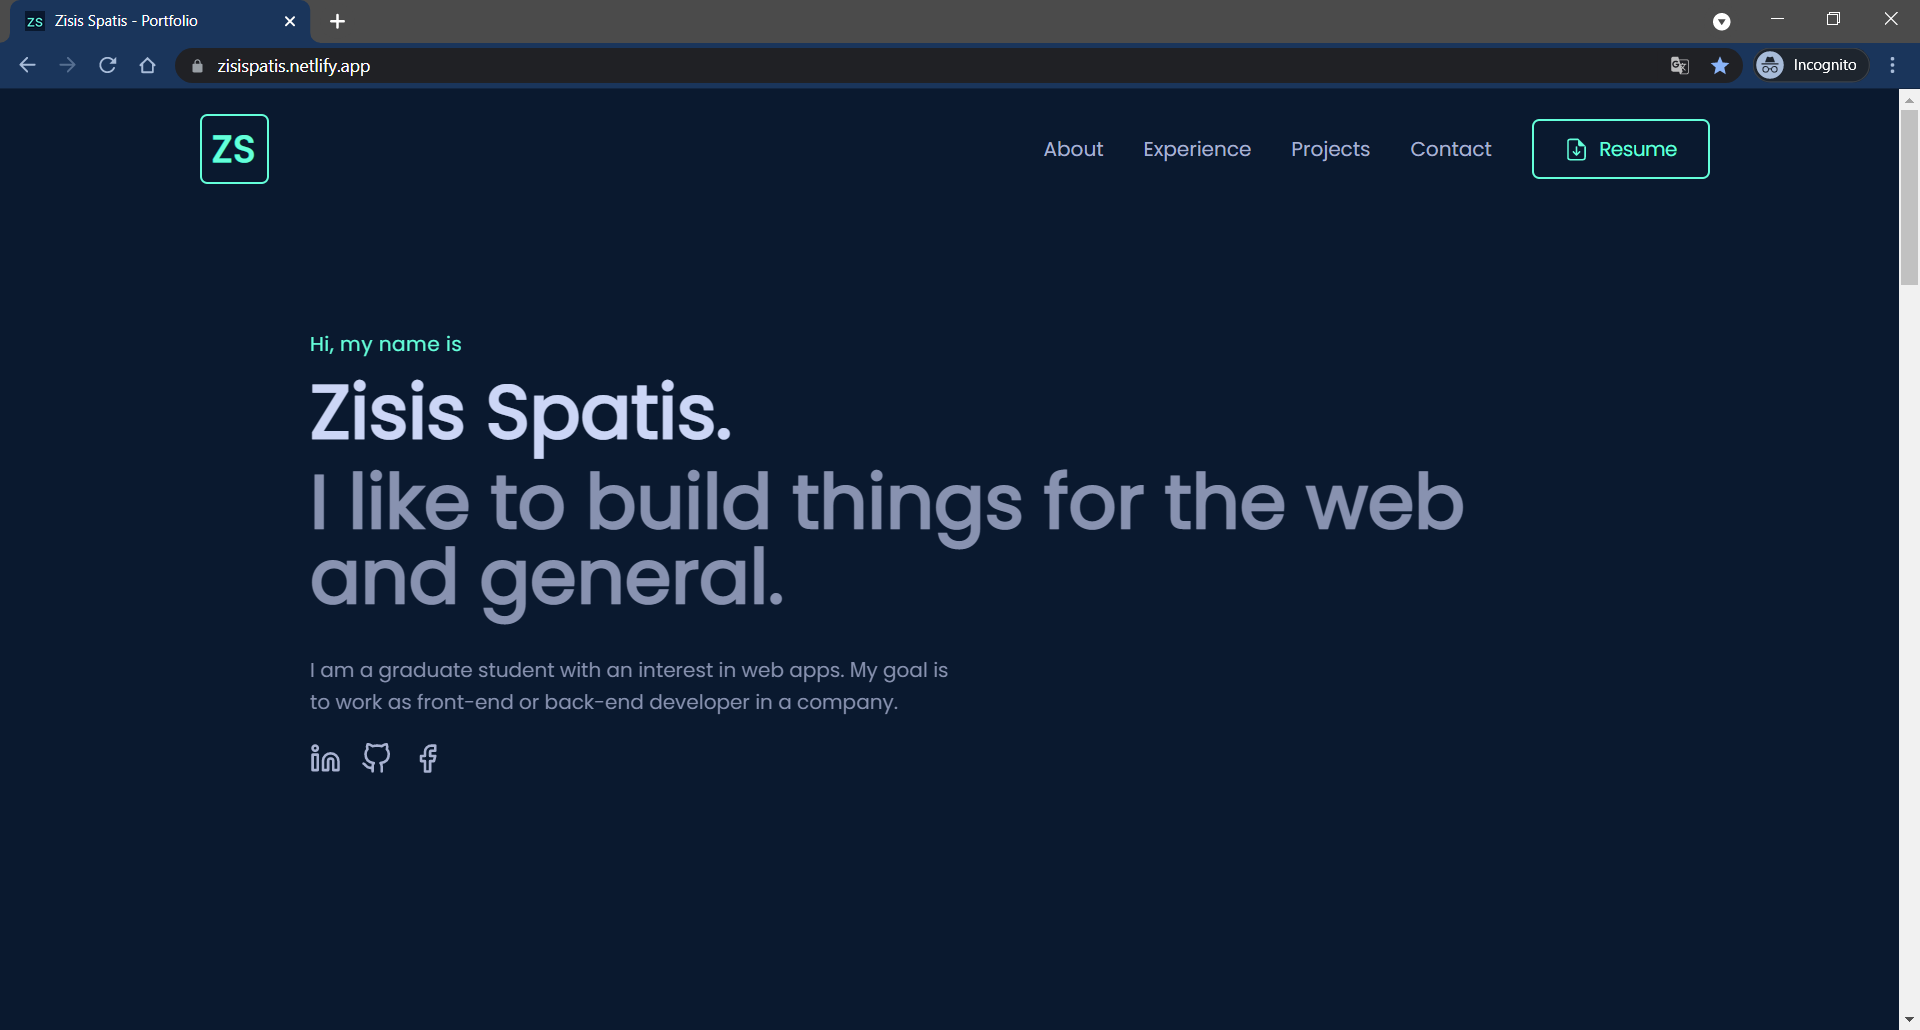 ZS Zisis Spatis - Portfolio
zisispatis.netlify.app
Incognito
ZS
About Experience Projects Contact Resume
Hi, my name is
Zisis Spatis.
I like to build things for the web
and general.
I am a graduate student with an interest in web apps. My goal is
to work as front-end or back-end developer in a company.